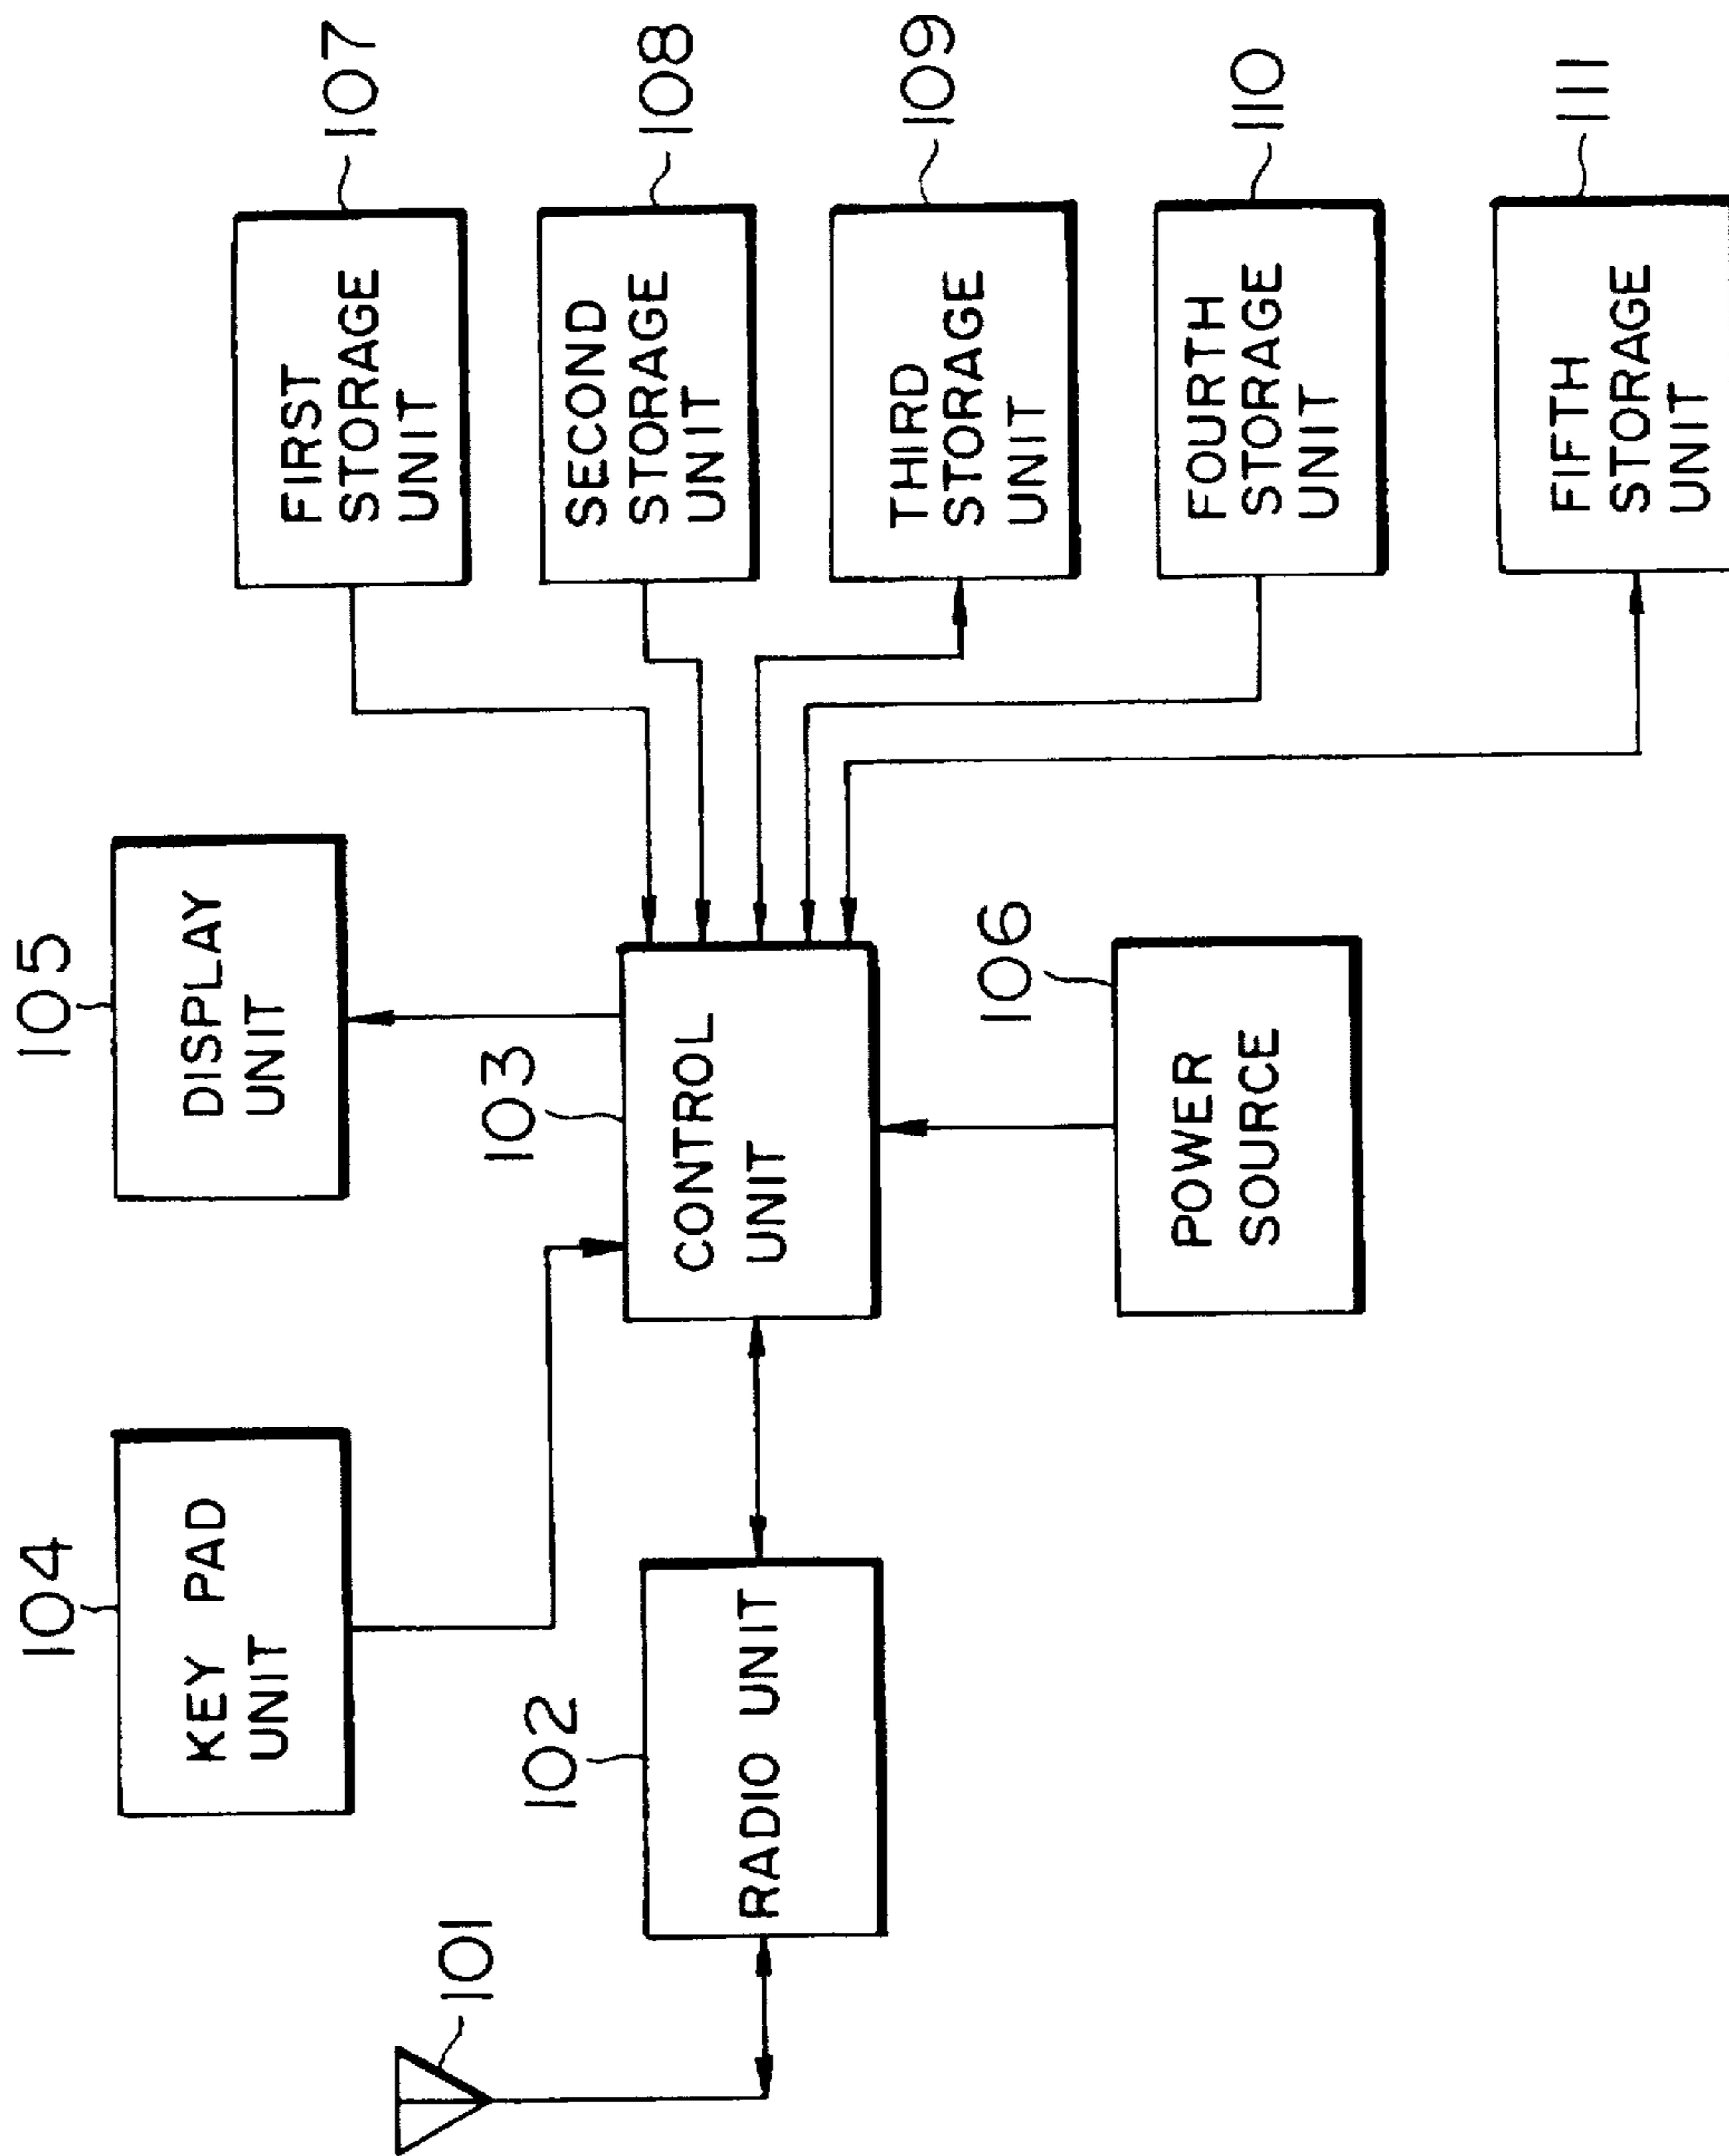 101
102
RADIO UNIT
104
KEY PAD
UNIT
103
CONTROL
UNIT
105
DISPLAY
UNIT
106
POWER
SOURCE
FIRST
STORAGE
UNIT
107
SECOND
STORAGE
UNIT
108
THIRD
STORAGE
UNIT
109
FOURTH
STORAGE
UNIT
110
FIFTH
STORAGE
UNIT
111